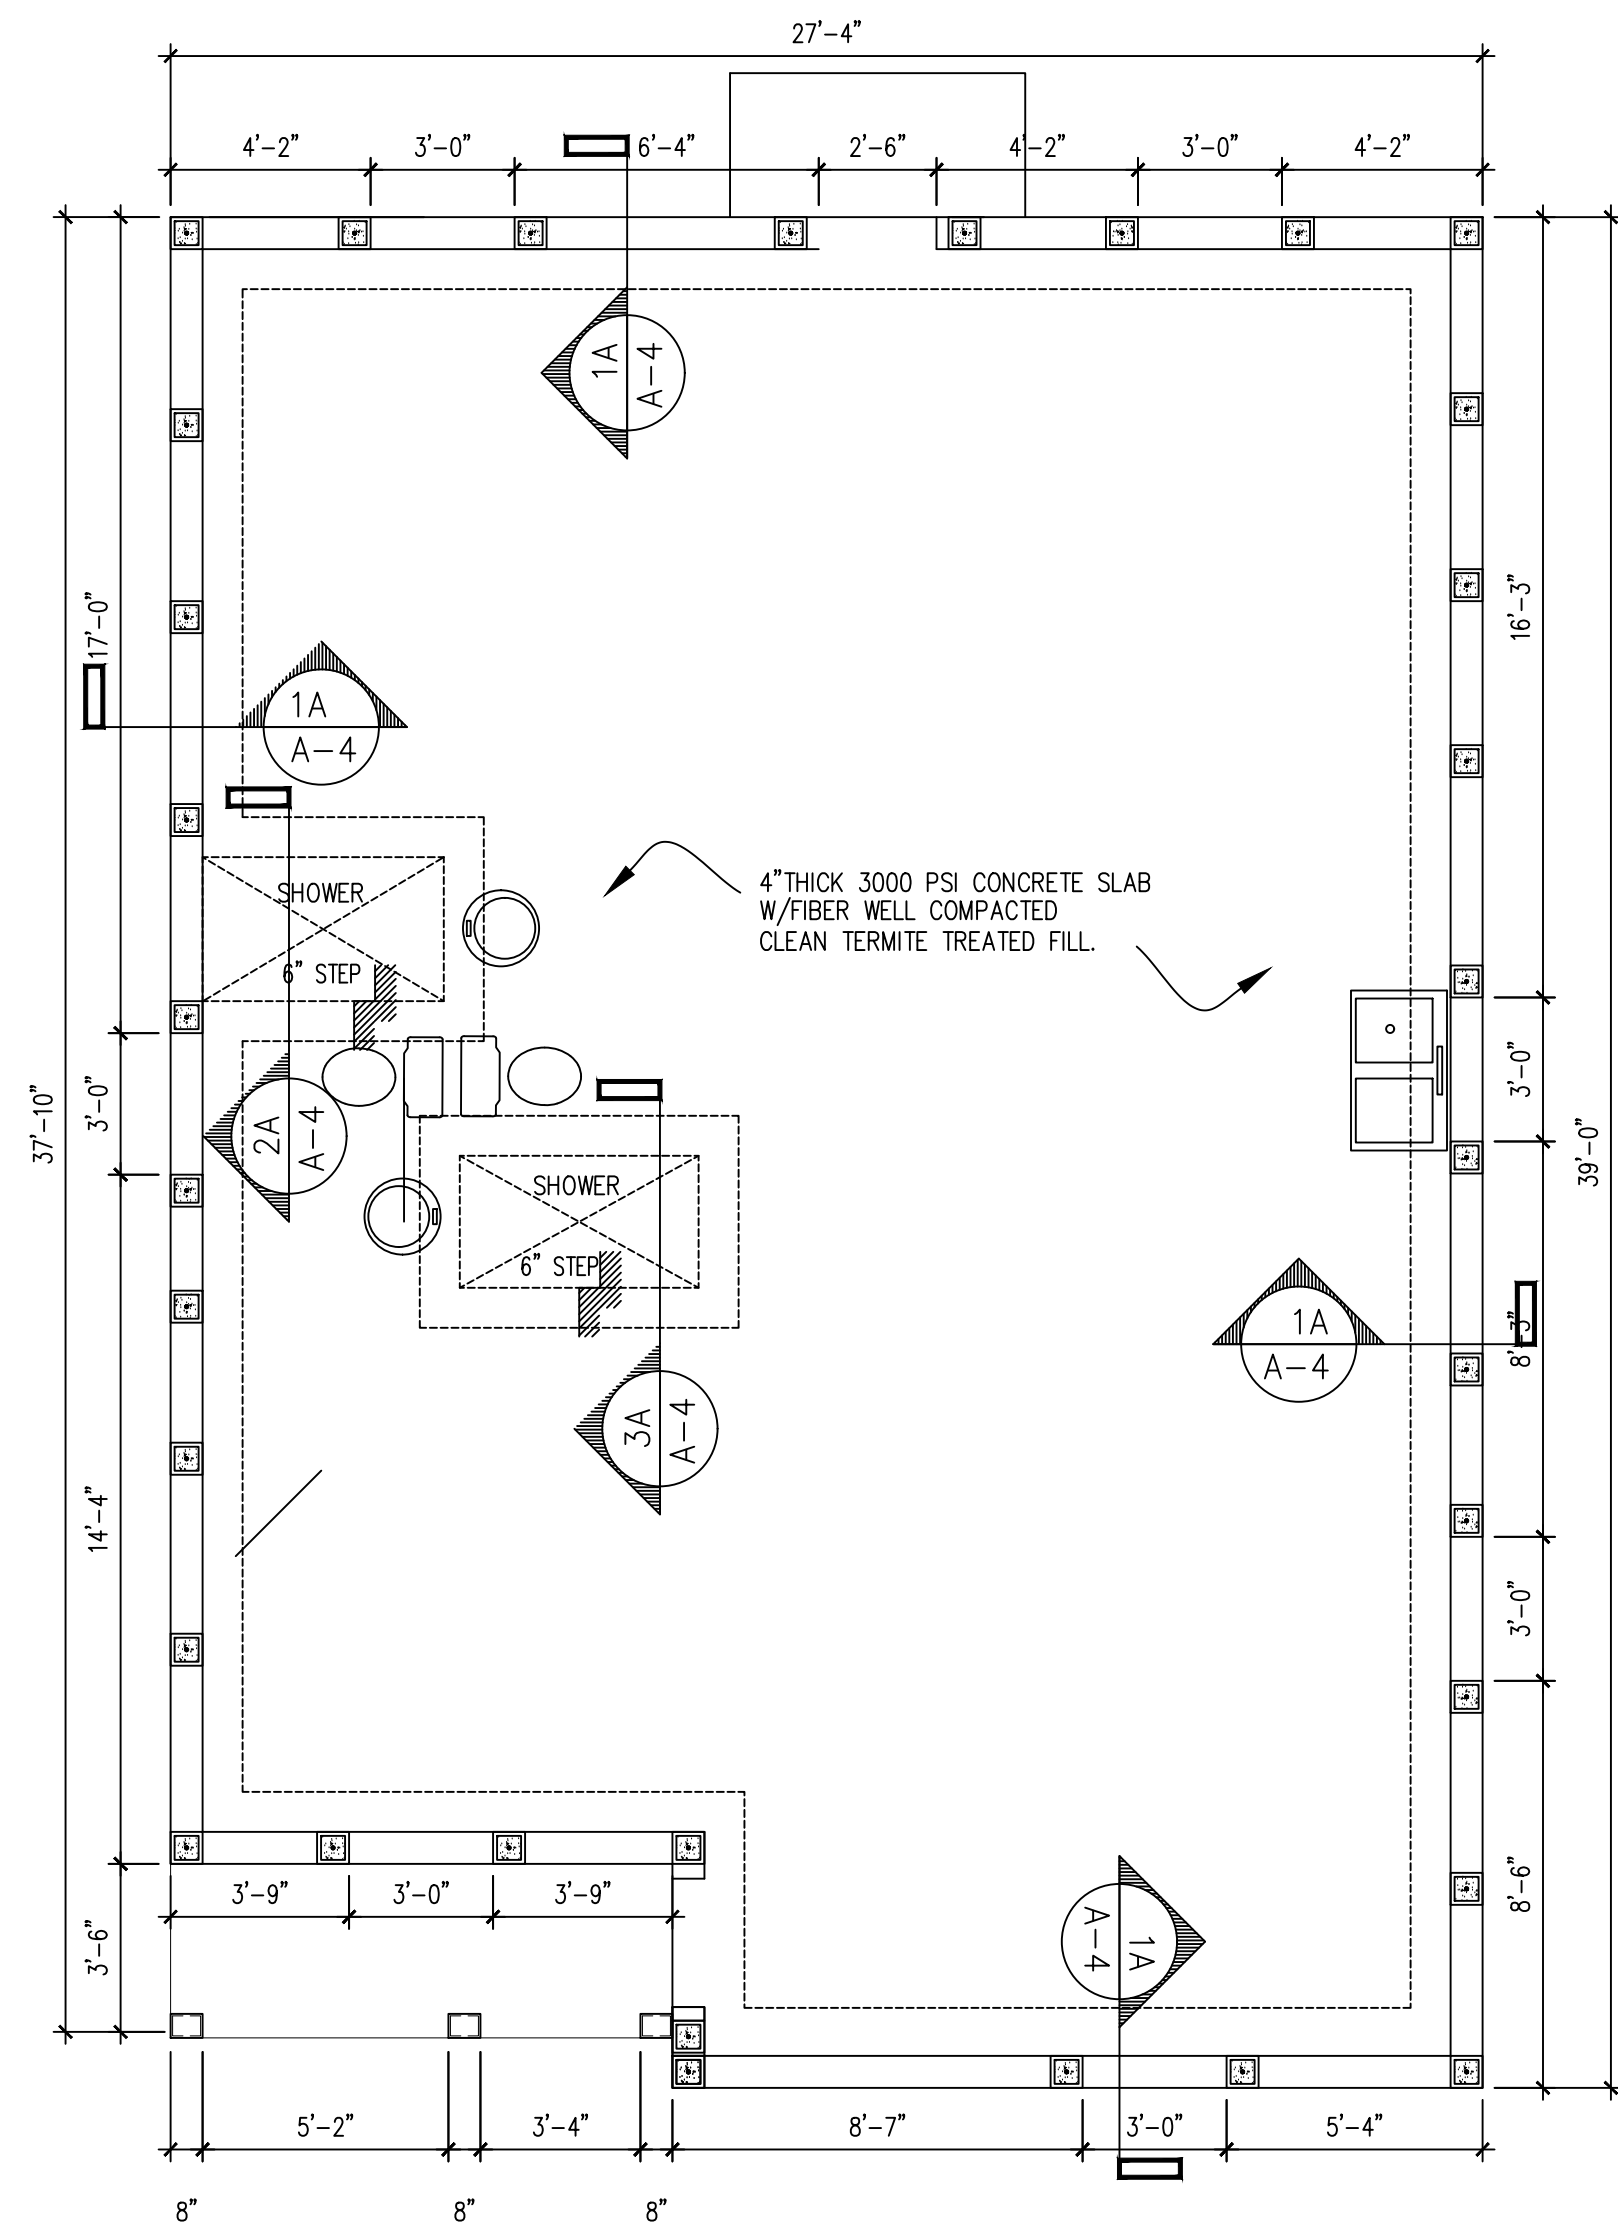 27'-4"
4'-2"
3'-0"
6'-4"
2'-6"
4'-2"
3'-0"
4'-2"
1A
A-4
17'-0"
16'-3"
1A
A-4
4"THICK 3000 PSI CONCRETE SLAB
W/FIBER WELL COMPACTED
CLEAN TERMITE TREATED FILL.
SHOWER
6" STEP
37'-10"
3'-0"
2A
A-4
3'-0"
39'-0"
SHOWER
6" STEP
1A
A-4
8'-3"
3A
A-4
14'-4"
3'-0"
3'-9"
3'-0"
3'-9"
8'-6"
3'-6"
1A
A-4
5'-2"
3'-4"
8'-7"
3'-0"
5'-4"
8"
8"
8"